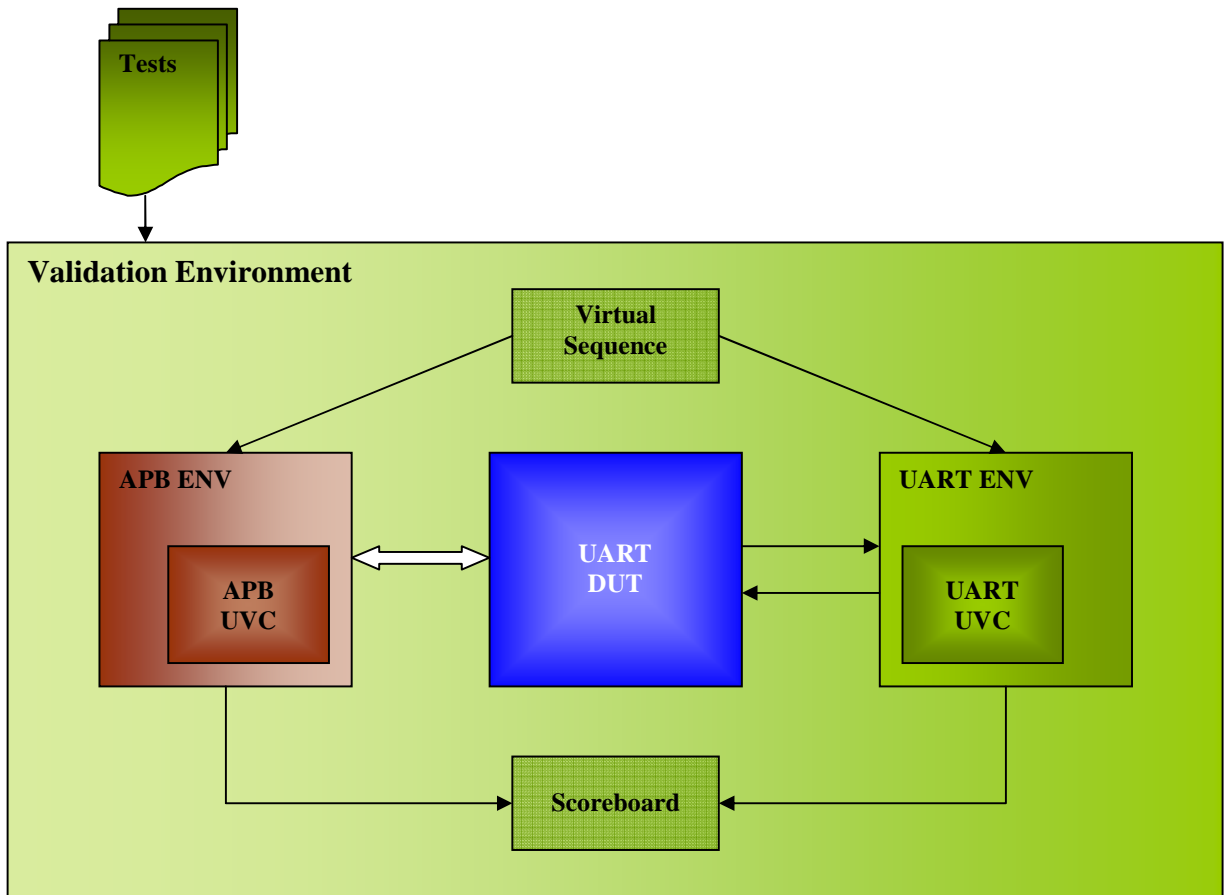 Tests
Validation Environment
Virtual
Sequence
APB ENV
APB
UVC
UART
DUT
UART ENV
UART
UVC
Scoreboard